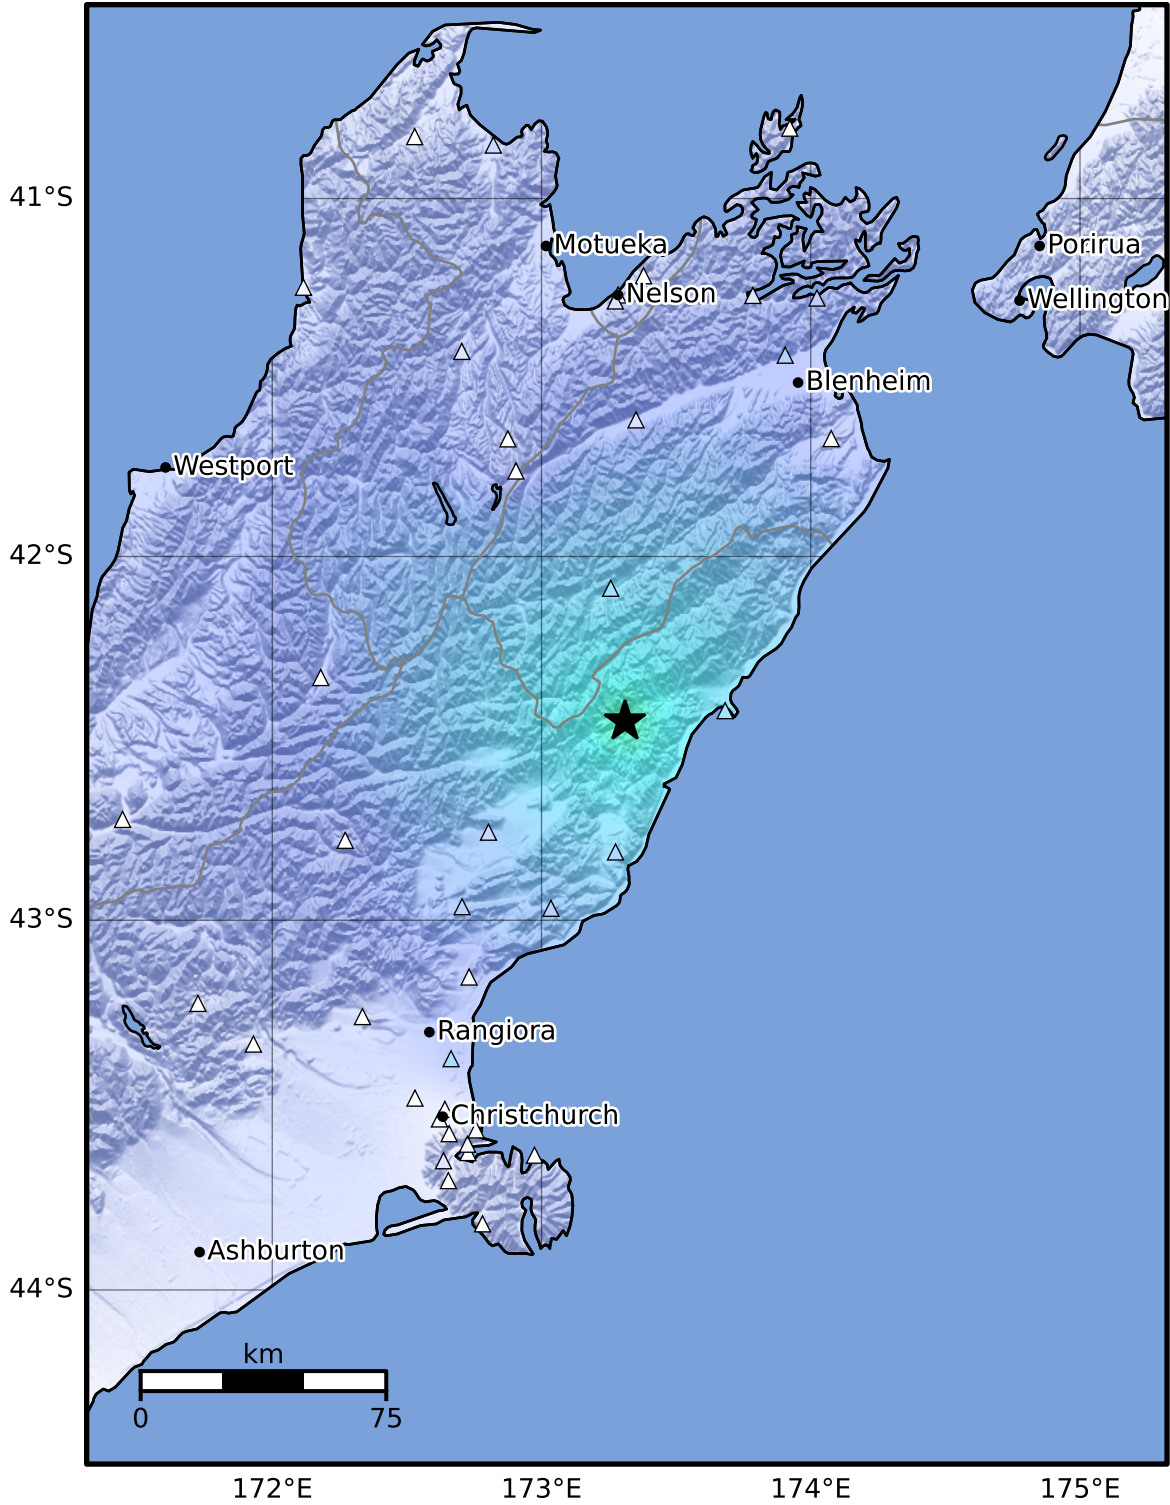 41°S
Motueka
Porirua
Nelson
Wellington
Blenheim
Westport
42°S
43°S
Rangiora
Christchurch
Ashburton
44°S
km
0
75
172°E
173°E
174°E
175°E